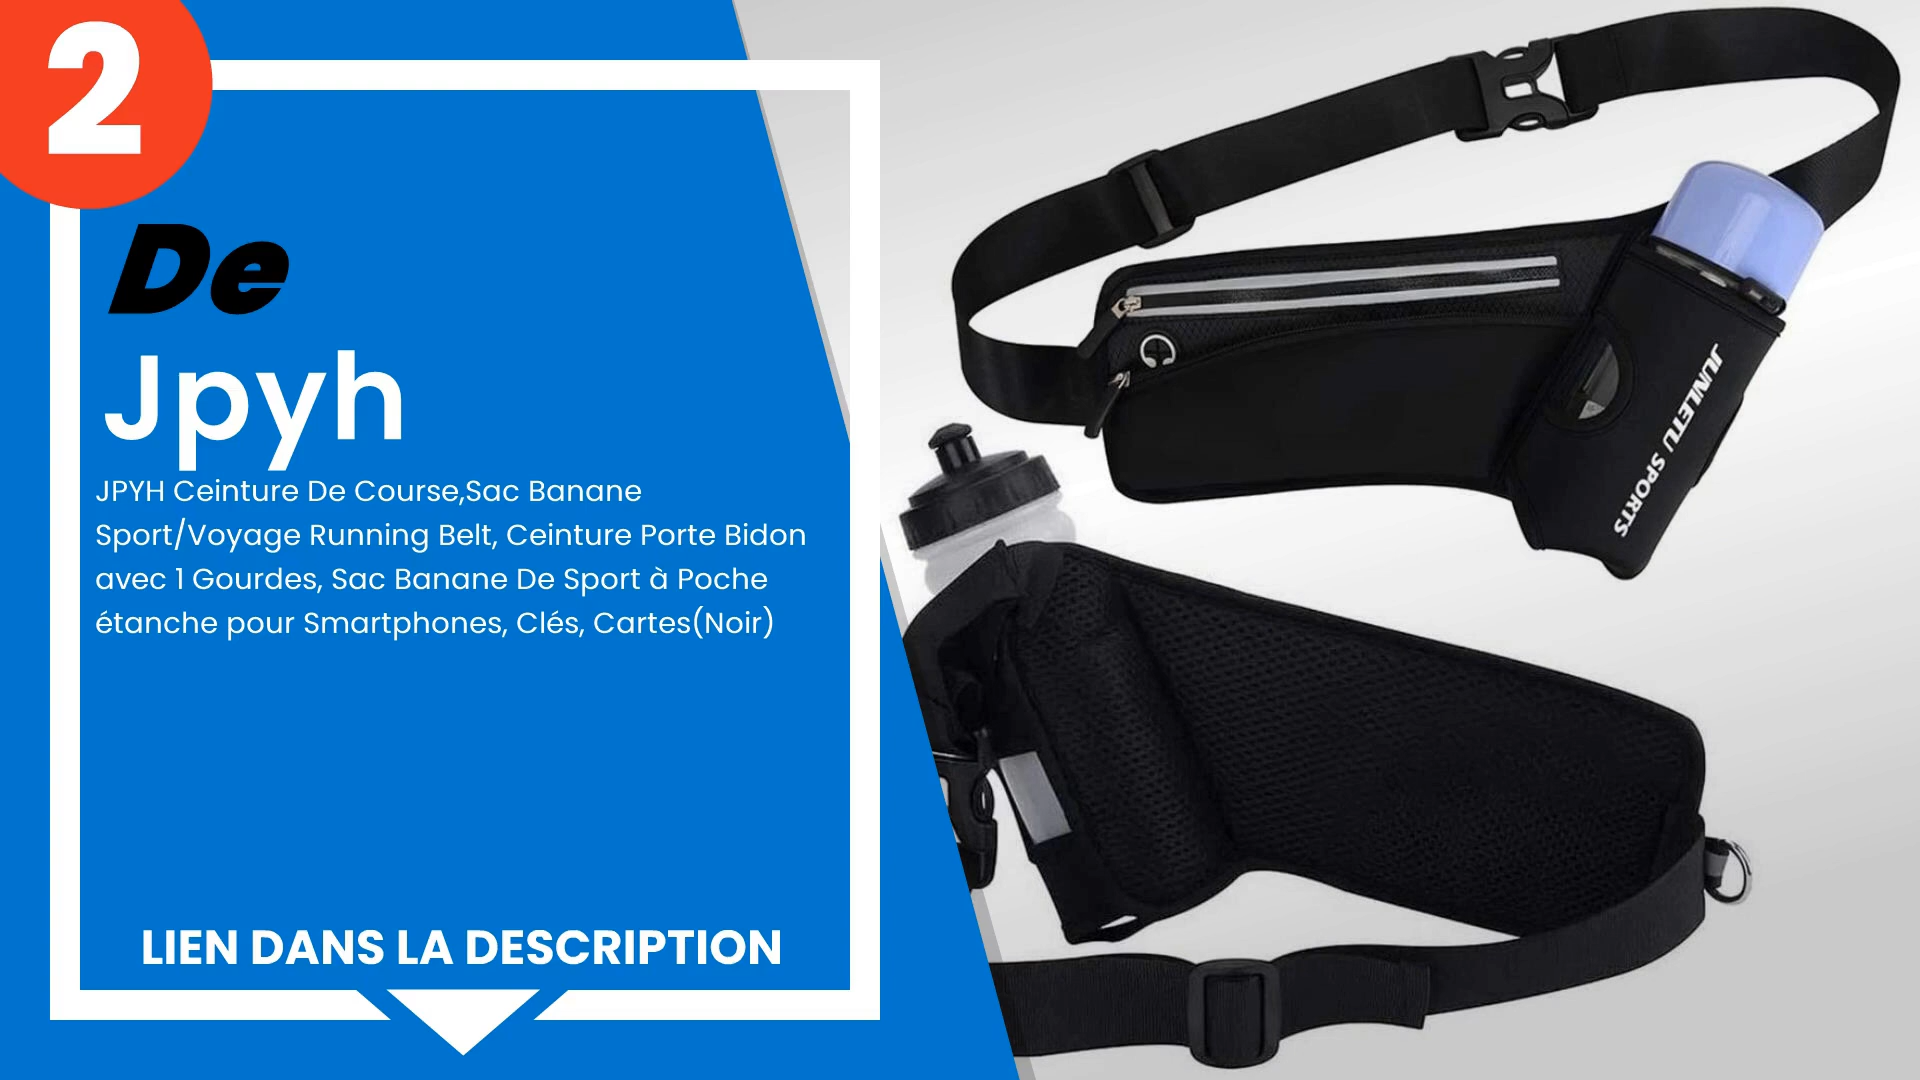 2
De
Jpyh
JPYH Ceinture De Course,Sac Banane
Sport/Voyage Running Belt, Ceinture Porte Bidon
avec 1 Gourdes, Sac Banane De Sport à Poche
étanche pour Smartphones, Clés, Cartes(Noir)
LIEN DANS LA DESCRIPTION
JUNLETU SPORTS